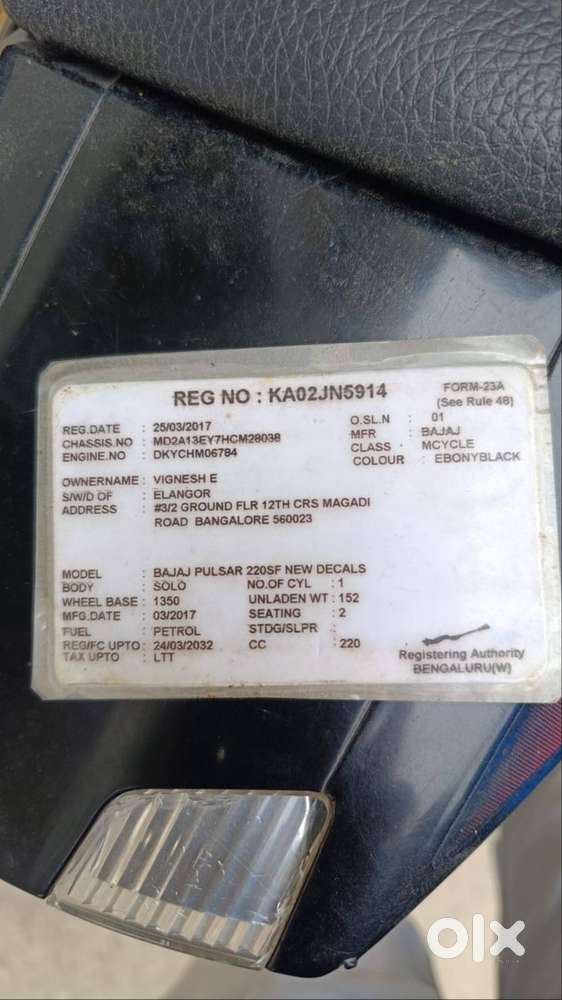 REG NO : KA02JN5914
FORM-23A
(See Rule 48)
REG.DATE : 25/03/2017 O.SL.N : 01
CHASSIS.NO : MD2A13EY7HCM28038 MFR : BAJAJ
ENGINE.NO : DKYCHM06784 CLASS : MCYCLE
COLOUR : EBONYBLACK
OWNERNAME : VIGNESH E
S/W/D OF : ELANGOR
ADDRESS : #3/2 GROUND FLR 12TH CRS MAGADI
ROAD BANGALORE 560023
MODEL : BAJAJ PULSAR 220SF NEW DECALS
BODY : SOLO NO.OF CYL : 1
WHEEL BASE : 1350 UNLADEN WT : 152
MFG.DATE : 03/2017 SEATING : 2
FUEL : PETROL STDG/SLPR :
REG/FC UPTO : 24/03/2032 CC : 220
TAX UPTO : LTT
Registering Authority
BENGALURU(W)
olx